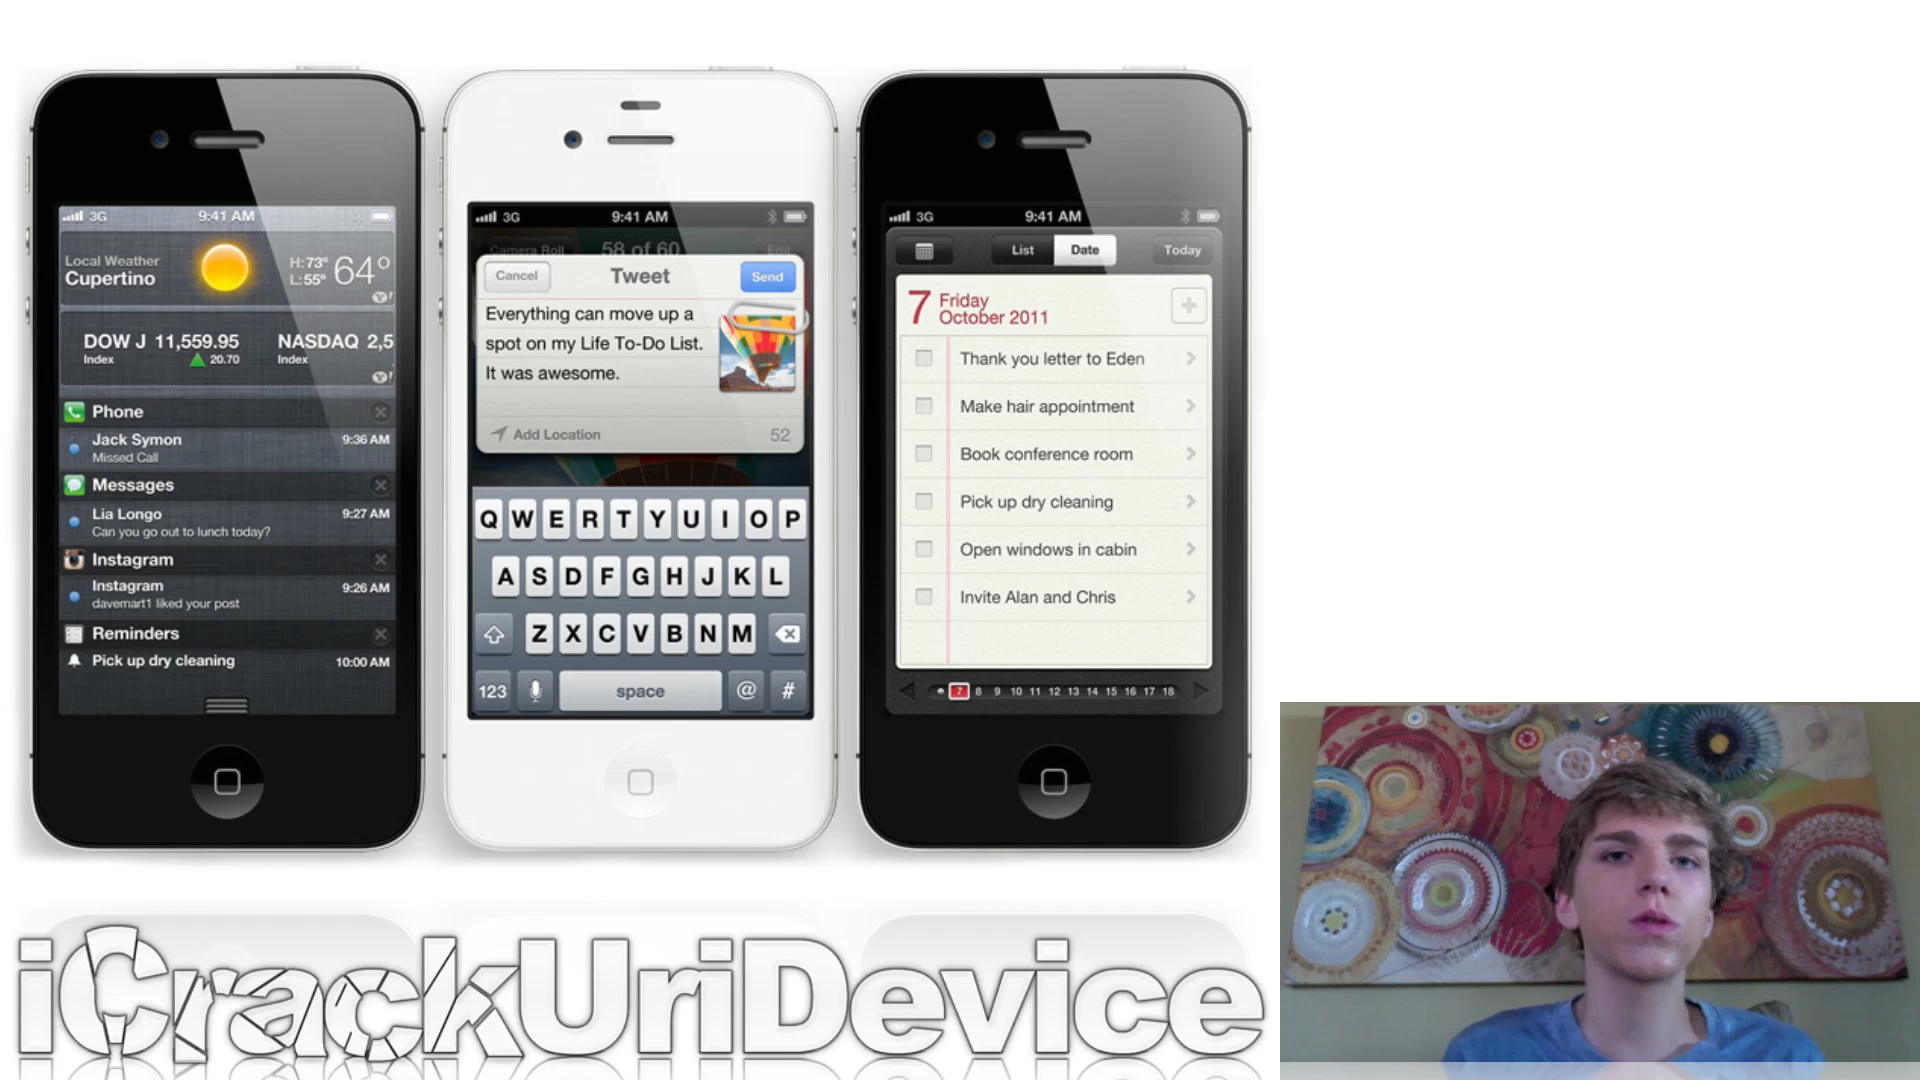 3G 9:41 AM
Local Weather
Cupertino
H: 73°
L: 55°
64°
DOW J 11,559.95
Index 20.70
NASDAQ 2,5
Index
Phone
Jack Symon 9:36 AM
Missed Call
Messages
Lia Longo 9:27 AM
Can you go out to lunch today?
Instagram
Instagram 9:26 AM
davemart1 liked your post
Reminders
Pick up dry cleaning 10:00 AM
3G 9:41 AM
Camera Roll 58 of 60 Edit
Cancel Tweet Send
Everything can move up a
spot on my Life To-Do List.
It was awesome.
Add Location 52
Q W E R T Y U I O P
A S D F G H J K L
Z X C V B N M
123 space @ #
3G 9:41 AM
List Date Today
7 Friday
October 2011
Thank you letter to Eden
Make hair appointment
Book conference room
Pick up dry cleaning
Open windows in cabin
Invite Alan and Chris
7 8 9 10 11 12 13 14 15 16 17 18
iCrackUriDevice